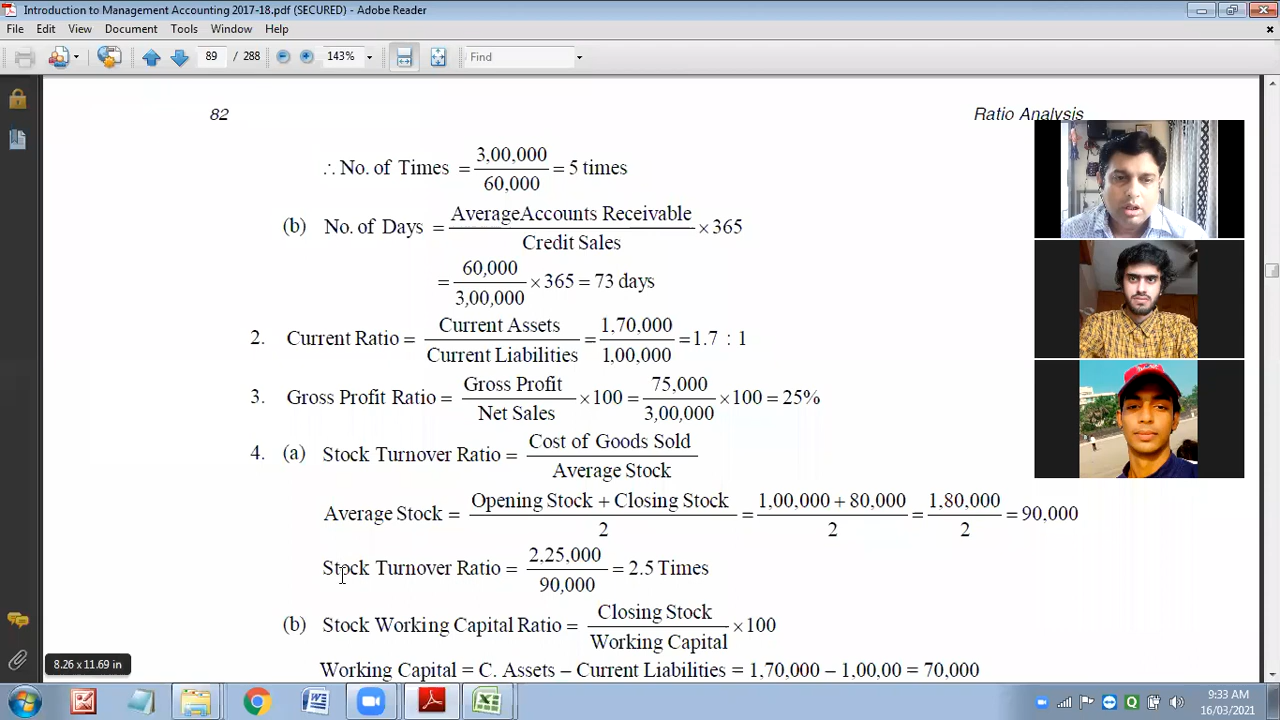 Introduction to Management Accounting 2017-18.pdf (SECURED) - Adobe Reader
File Edit View Document Tools Window Help
89 / 288 143% Find
82 Ratio Analysis
∴ No. of Times = 3,00,000 / 60,000 = 5 times
(b) No. of Days = Average Accounts Receivable / Credit Sales × 365
= 60,000 / 3,00,000 × 365 = 73 days
2. Current Ratio = Current Assets / Current Liabilities = 1,70,000 / 1,00,000 = 1.7 : 1
3. Gross Profit Ratio = Gross Profit / Net Sales × 100 = 75,000 / 3,00,000 × 100 = 25%
4. (a) Stock Turnover Ratio = Cost of Goods Sold / Average Stock
Average Stock = Opening Stock + Closing Stock / 2 = 1,00,000 + 80,000 / 2 = 1,80,000 / 2 = 90,000
Stock Turnover Ratio = 2,25,000 / 90,000 = 2.5 Times
(b) Stock Working Capital Ratio = Closing Stock / Working Capital × 100
Working Capital = C. Assets – Current Liabilities = 1,70,000 – 1,00,00 = 70,000
8.26 x 11.69 in
9:33 AM
16/03/2021